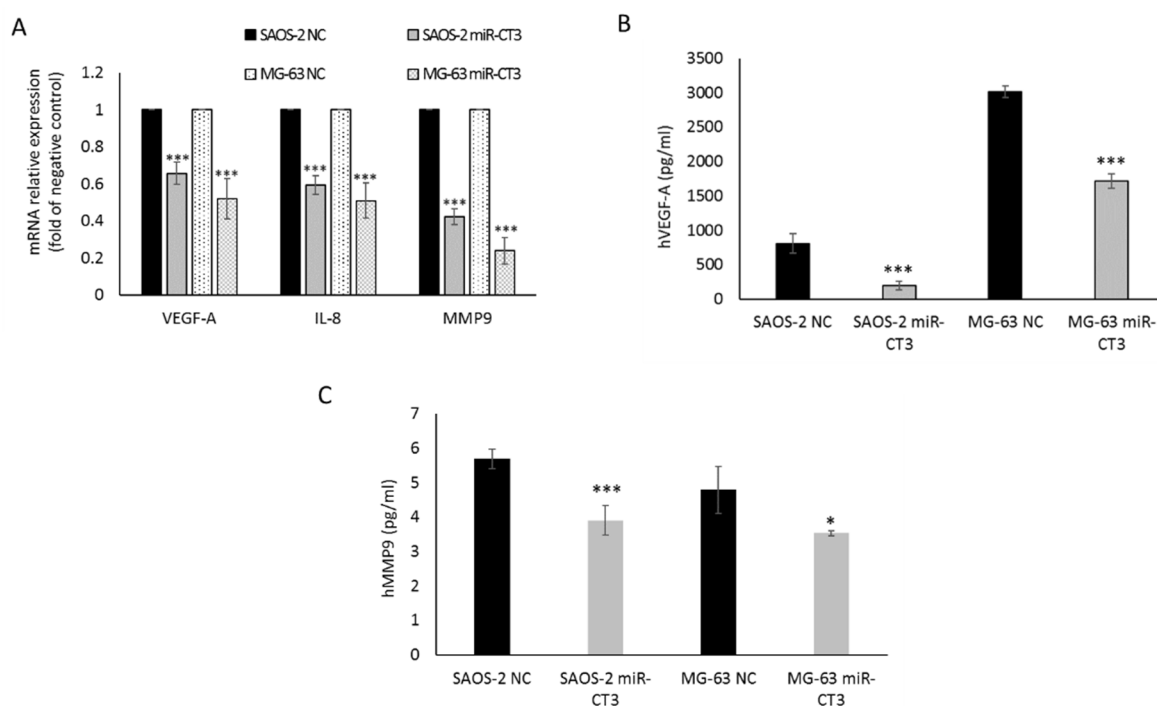 A
SAOS-2 NC
SAOS-2 miR-CT3
MG-63 NC
MG-63 miR-CT3
mRNA relative expression
(fold of negative control)
1.2
1
0.8
0.6
0.4
0.2
0
***
***
***
***
***
***
VEGF-A
IL-8
MMP9
B
hVEGF-A (pg/ml)
3500
3000
2500
2000
1500
1000
500
0
***
***
SAOS-2 NC
SAOS-2 miR-
CT3
MG-63 NC
MG-63 miR-
CT3
C
hMMP9 (pg/ml)
7
6
5
4
3
2
1
0
***
*
SAOS-2 NC
SAOS-2 miR-
CT3
MG-63 NC
MG-63 miR-
CT3